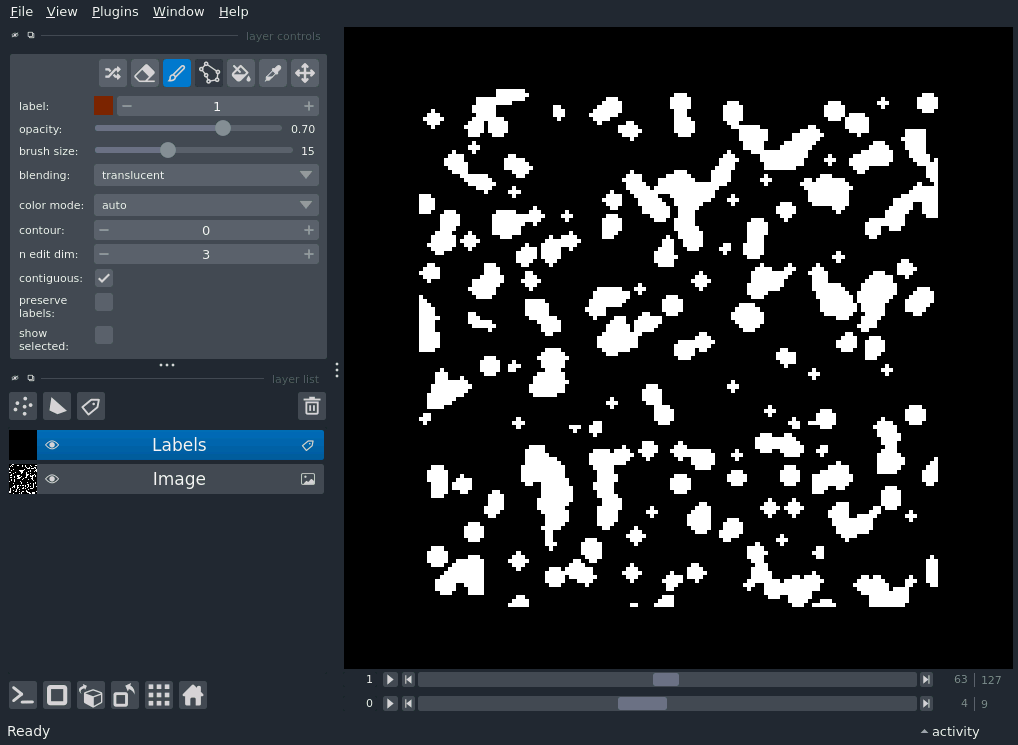 File View Plugins Window Help
layer controls
label: 1
opacity: 0.70
brush size: 15
blending: translucent
color mode: auto
contour: 0
n edit dim: 3
contiguous:
preserve
labels:
show
selected:
layer list
Labels
Image
1 63 127
0 4 9
Ready activity